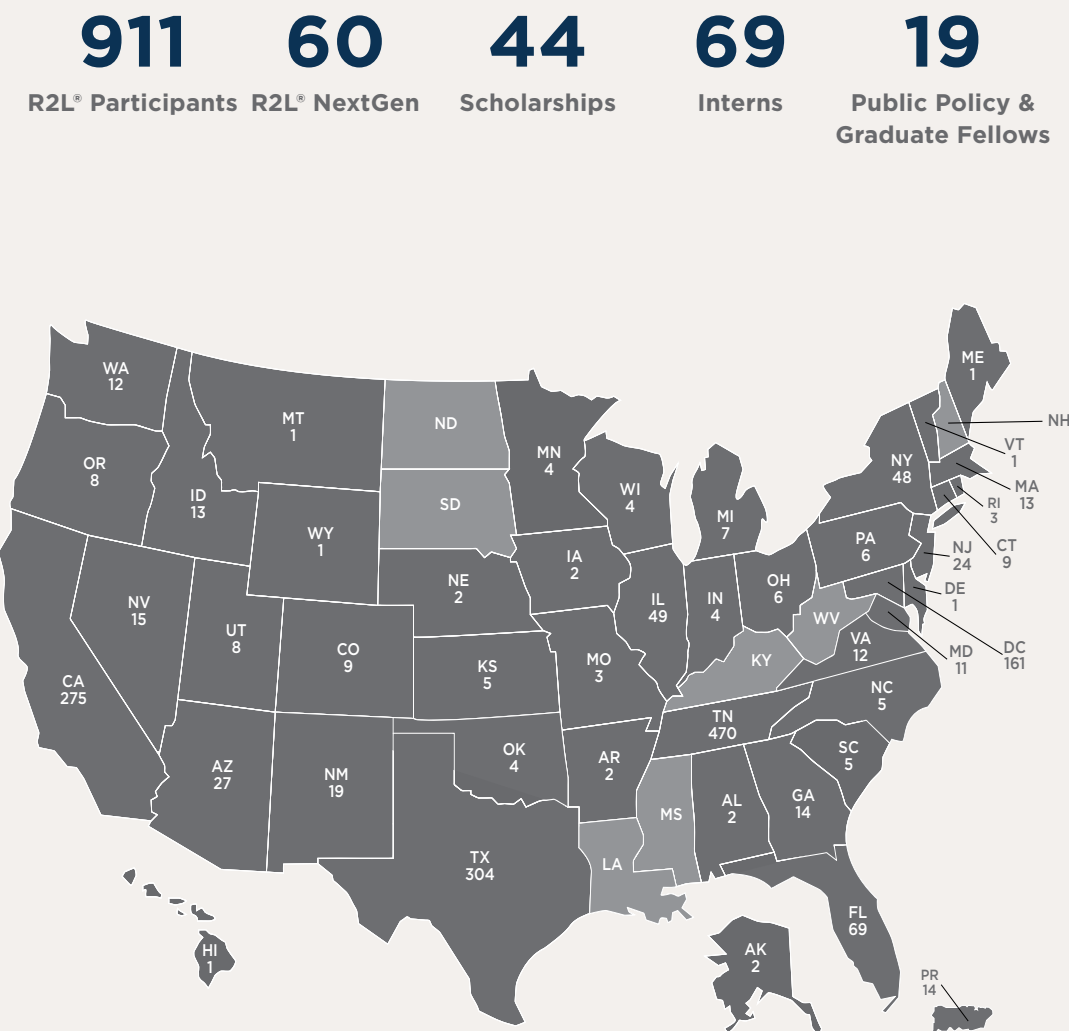 911
60
44
69
19
R2L® Participants
R2L® NextGen
Scholarships
Interns
Public Policy &
Graduate Fellows
WA
12
OR
8
ID
13
MT
1
ND
SD
WY
1
MN
4
WI
4
MI
7
ME
1
NH
VT
1
NY
48
MA
13
RI
3
CT
9
NJ
24
PA
6
DE
1
DC
161
MD
11
NV
15
UT
8
CO
9
NE
2
IA
2
IL
49
IN
4
OH
6
WV
VA
12
KY
CA
275
KS
5
MO
3
NC
5
TN
470
SC
5
AZ
27
NM
19
OK
4
AR
2
MS
AL
2
GA
14
TX
304
LA
FL
69
HI
1
AK
2
PR
14